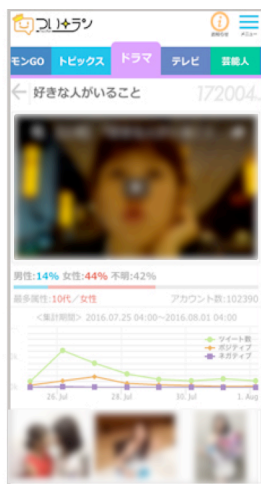 ついラン
メニュー
モンGO トピックス ドラマ テレビ 芸能人
← 好きな人がいること 172004.
男性:14% 女性:44% 不明:42%
最多属性:10代／女性 アカウント数:102390
<集計期間> 2016.07.25 04:00~2016.08.01 04:00
ツイート数
ポジティブ
ネガティブ
26. Jul 28. Jul 30. Jul 1. Aug